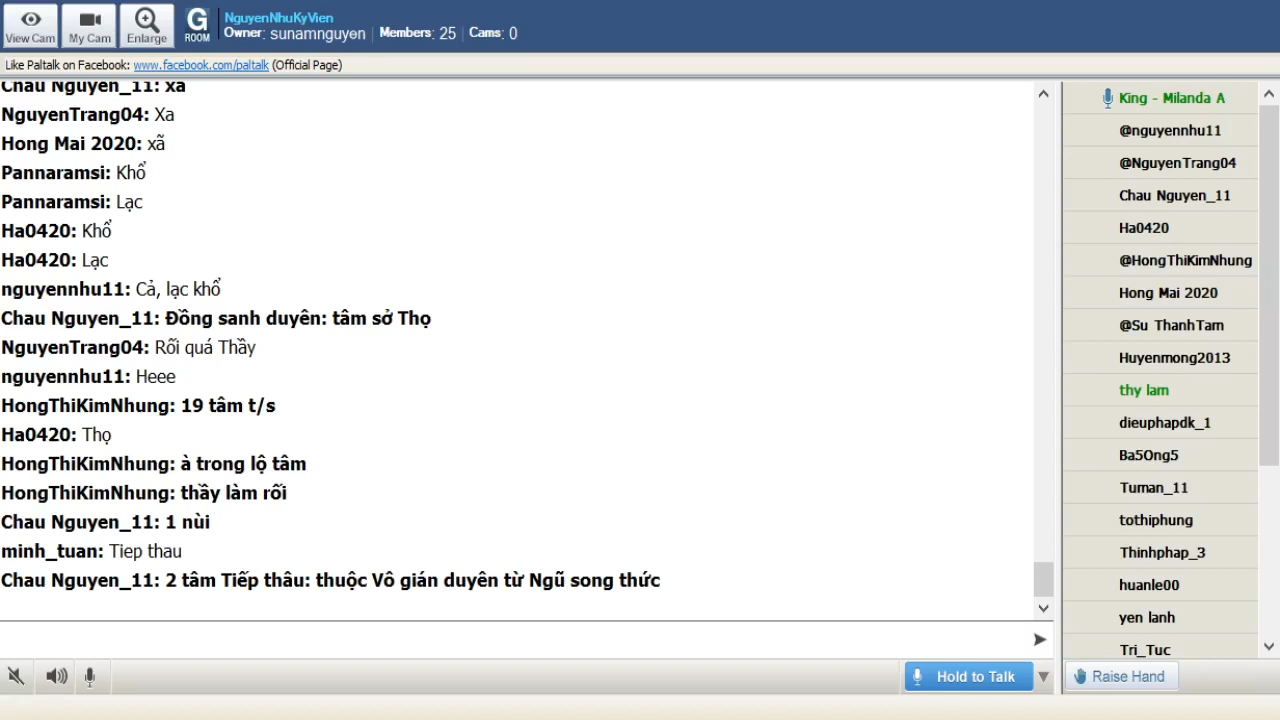 View Cam
My Cam
Enlarge
G
ROOM
NguyenNhuKyVien
Owner: sunamnguyen | Members: 25 | Cams: 0
Like Paltalk on Facebook: www.facebook.com/paltalk (Official Page)
Chau Nguyen_11: xả
NguyenTrang04: Xa
Hong Mai 2020: xã
Pannaramsi: Khổ
Pannaramsi: Lạc
Ha0420: Khổ
Ha0420: Lạc
nguyennhu11: Cả, lạc khổ
Chau Nguyen_11: Đồng sanh duyên: tâm sở Thọ
NguyenTrang04: Rối quá Thầy
nguyennhu11: Heee
HongThiKimNhung: 19 tâm t/s
Ha0420: Thọ
HongThiKimNhung: à trong lộ tâm
HongThiKimNhung: thầy làm rối
Chau Nguyen_11: 1 nùi
minh_tuan: Tiep thau
Chau Nguyen_11: 2 tâm Tiếp thâu: thuộc Vô gián duyên từ Ngũ song thức
King - Milanda A
@nguyennhu11
@NguyenTrang04
Chau Nguyen_11
Ha0420
@HongThiKimNhung
Hong Mai 2020
@Su ThanhTam
Huyenmong2013
thy lam
dieuphapdk_1
Ba5Ong5
Tuman_11
tothiphung
Thinhphap_3
huanle00
yen lanh
Tri_Tuc
Hold to Talk
Raise Hand